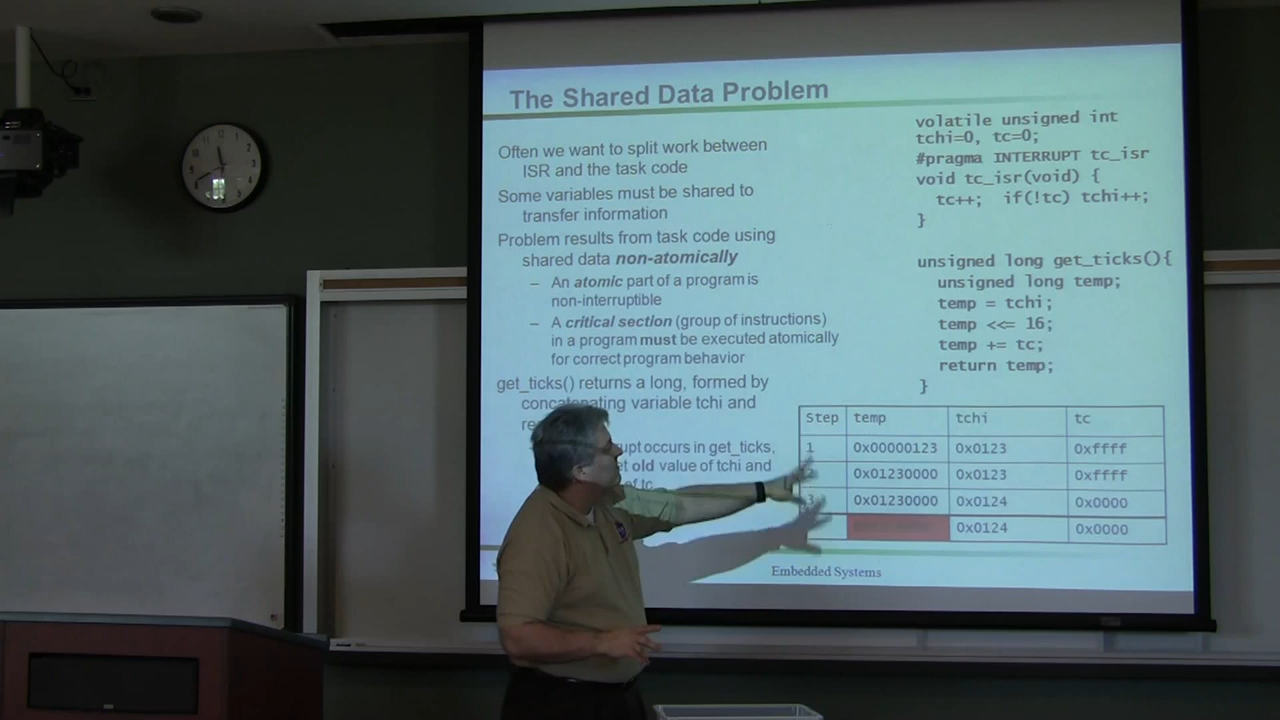 The Shared Data Problem
Often we want to split work between
ISR and the task code
Some variables must be shared to
transfer information
Problem results from task code using
shared data non-atomically
– An atomic part of a program is
non-interruptible
– A critical section (group of instructions)
in a program must be executed atomically
for correct program behavior
get_ticks() returns a long, formed by
concatenating variable tchi and
occurs in get_ticks,
old value of tchi and
of tc
volatile unsigned int
tchi=0, tc=0;
#pragma INTERRUPT tc_isr
void tc_isr(void) {
tc++; if(!tc) tchi++;
}
unsigned long get_ticks(){
unsigned long temp;
temp = tchi;
temp <<= 16;
temp += tc;
return temp;
}
Step temp tchi tc
1 0x00000123 0x0123 0xffff
2 0x01230000 0x0123 0xffff
3 0x01230000 0x0124 0x0000
0x0124 0x0000
Embedded Systems